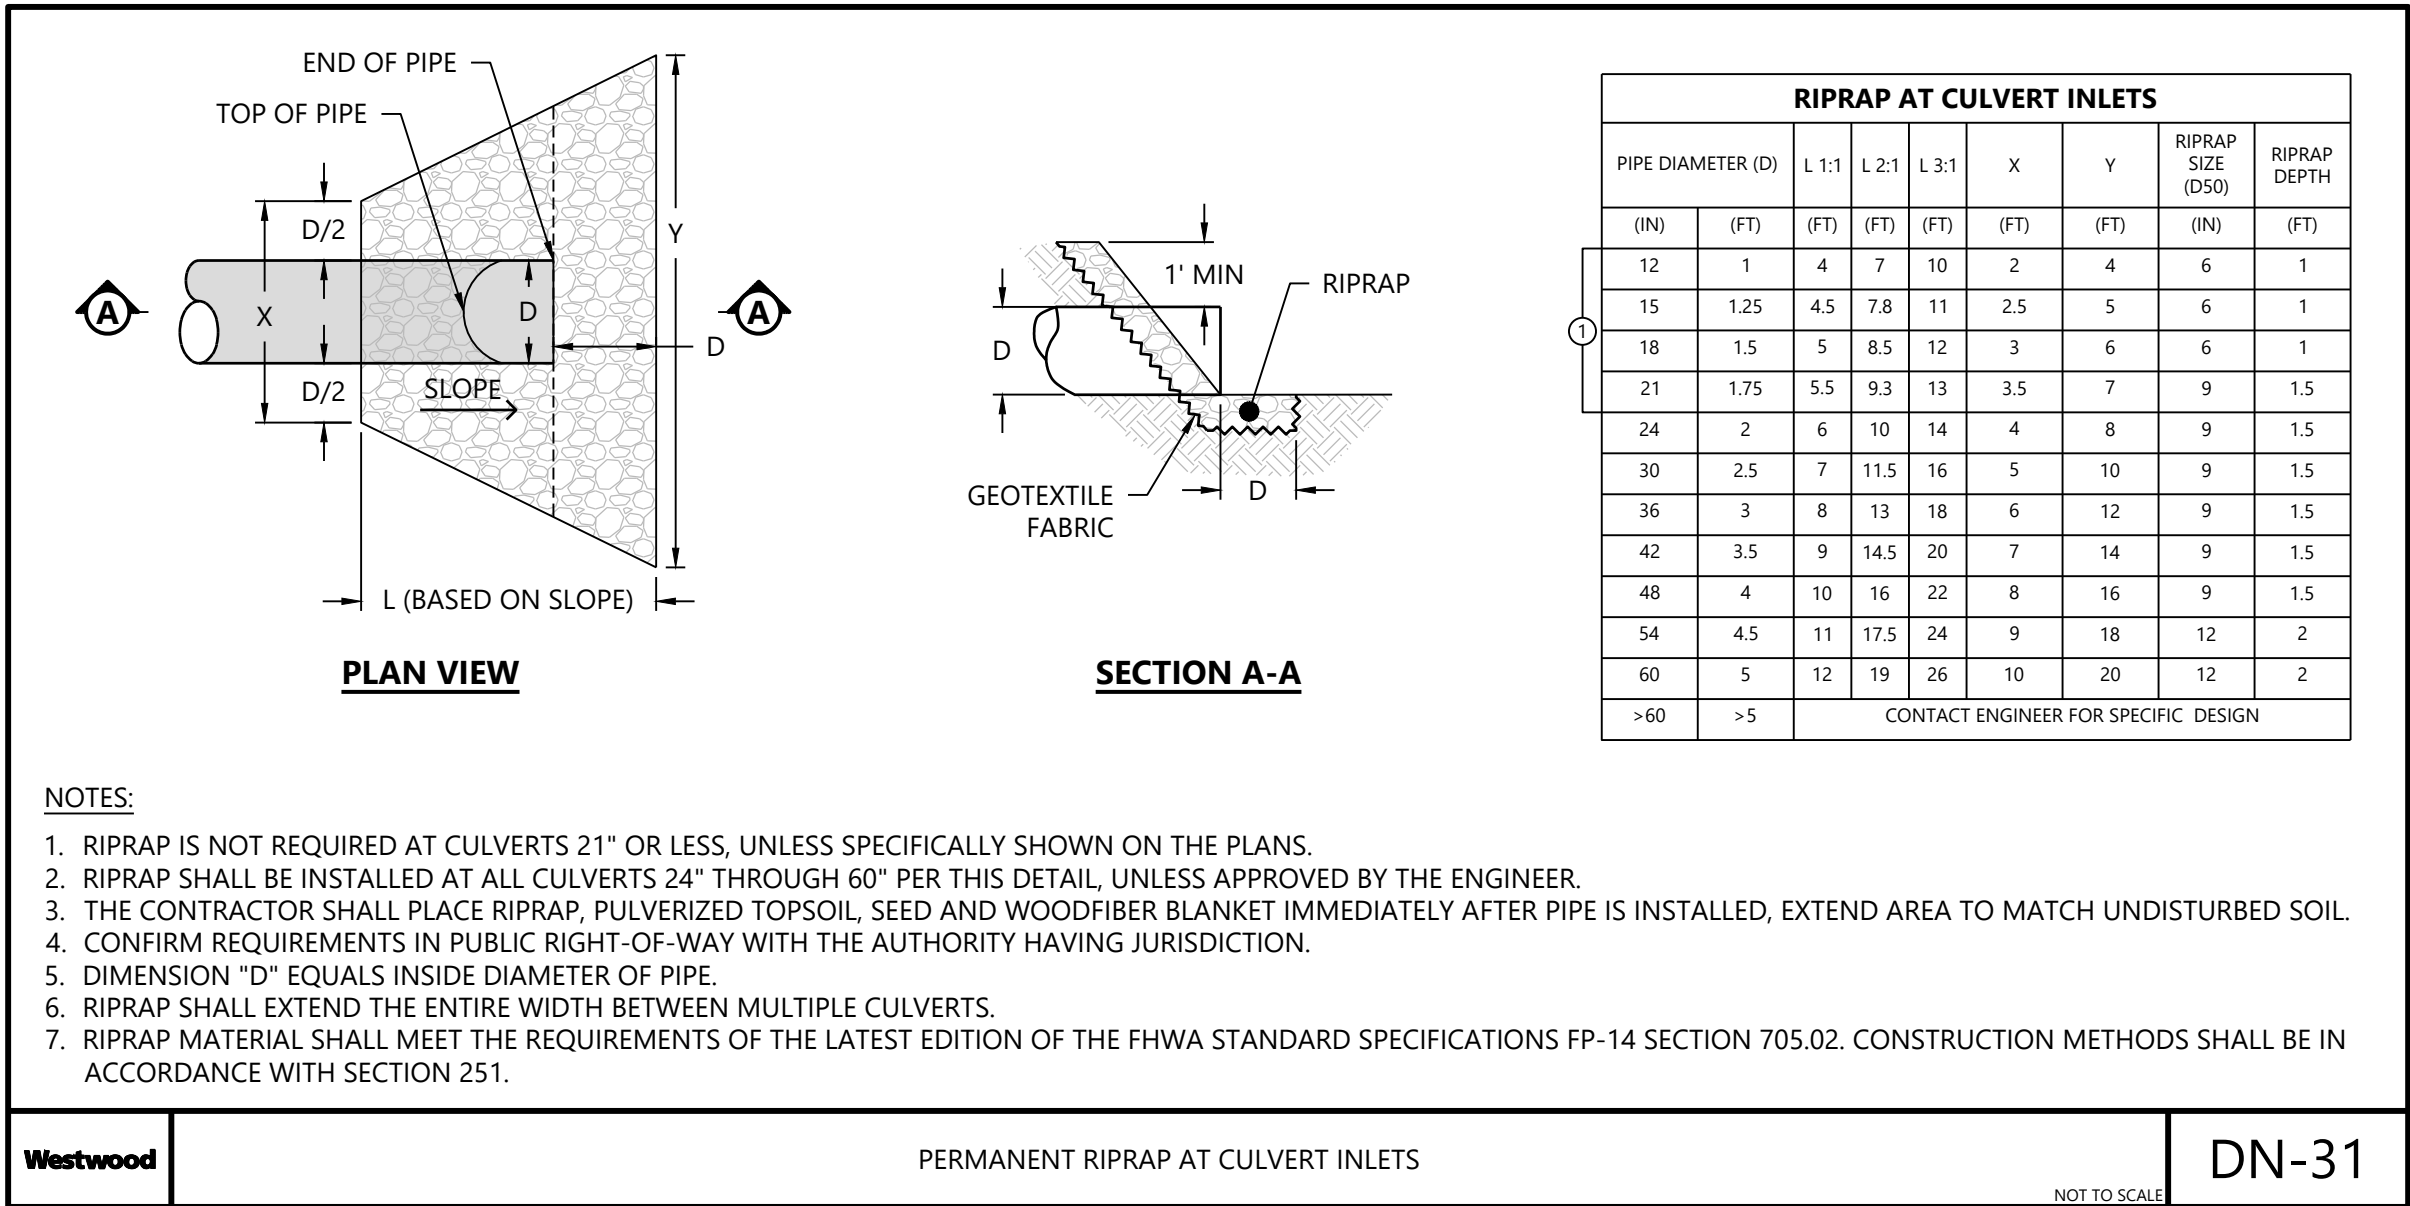 END OF PIPE
TOP OF PIPE
D/2
X
D/2
D
Y
D
A
A
SLOPE
L (BASED ON SLOPE)
PLAN VIEW
1' MIN
RIPRAP
D
D
GEOTEXTILE
FABRIC
SECTION A-A
RIPRAP AT CULVERT INLETS
PIPE DIAMETER (D) L 1:1 L 2:1 L 3:1 X Y RIPRAP SIZE (D50) RIPRAP DEPTH
(IN) (FT) (FT) (FT) (FT) (FT) (FT) (IN) (FT)
12 1 4 7 10 2 4 6 1
15 1.25 4.5 7.8 11 2.5 5 6 1
1
18 1.5 5 8.5 12 3 6 6 1
21 1.75 5.5 9.3 13 3.5 7 9 1.5
24 2 6 10 14 4 8 9 1.5
30 2.5 7 11.5 16 5 10 9 1.5
36 3 8 13 18 6 12 9 1.5
42 3.5 9 14.5 20 7 14 9 1.5
48 4 10 16 22 8 16 9 1.5
54 4.5 11 17.5 24 9 18 12 2
60 5 12 19 26 10 20 12 2
>60 >5 CONTACT ENGINEER FOR SPECIFIC DESIGN
NOTES:
1. RIPRAP IS NOT REQUIRED AT CULVERTS 21" OR LESS, UNLESS SPECIFICALLY SHOWN ON THE PLANS.
2. RIPRAP SHALL BE INSTALLED AT ALL CULVERTS 24" THROUGH 60" PER THIS DETAIL, UNLESS APPROVED BY THE ENGINEER.
3. THE CONTRACTOR SHALL PLACE RIPRAP, PULVERIZED TOPSOIL, SEED AND WOODFIBER BLANKET IMMEDIATELY AFTER PIPE IS INSTALLED, EXTEND AREA TO MATCH UNDISTURBED SOIL.
4. CONFIRM REQUIREMENTS IN PUBLIC RIGHT-OF-WAY WITH THE AUTHORITY HAVING JURISDICTION.
5. DIMENSION "D" EQUALS INSIDE DIAMETER OF PIPE.
6. RIPRAP SHALL EXTEND THE ENTIRE WIDTH BETWEEN MULTIPLE CULVERTS.
7. RIPRAP MATERIAL SHALL MEET THE REQUIREMENTS OF THE LATEST EDITION OF THE FHWA STANDARD SPECIFICATIONS FP-14 SECTION 705.02. CONSTRUCTION METHODS SHALL BE IN
ACCORDANCE WITH SECTION 251.
Westwood
PERMANENT RIPRAP AT CULVERT INLETS
NOT TO SCALE
DN-31